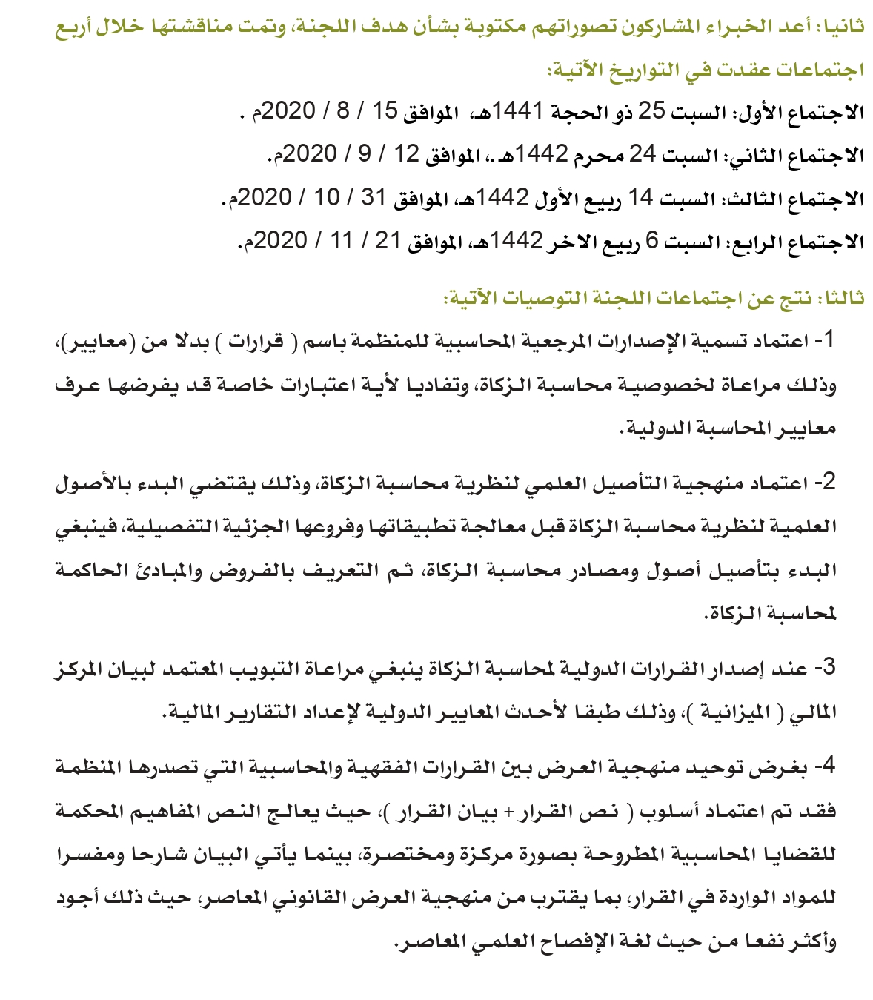 ثانيا: أعد الخبراء المشاركون تصوراتهم مكتوبة بشأن هدف اللجنة، وتمت مناقشتها خلال أربع
اجتماعات عقدت في التواريخ الآتية:
الاجتماع الأول: السبت 25 ذو الحجة 1441هـ، الموافق 15 / 8 / 2020م .
الاجتماع الثاني: السبت 24 محرم 1442هـ .، الموافق 12 / 9 / 2020م.
الاجتماع الثالث: السبت 14 ربيع الأول 1442هـ، الموافق 31 / 10 / 2020م.
الاجتماع الرابع: السبت 6 ربيع الاخر 1442هـ، الموافق 21 / 11 / 2020م.
ثالثا: نتج عن اجتماعات اللجنة التوصيات الآتية:
1- اعتماد تسمية الإصدارات المرجعية المحاسبية للمنظمة باسم ( قرارات ) بدلا من (معايير)،
وذلك مراعاة لخصوصية محاسبة الزكاة، وتفاديا لأية اعتبارات خاصة قد يفرضها عرف
معايير المحاسبة الدولية.
2- اعتماد منهجية التأصيل العلمي لنظرية محاسبة الزكاة، وذلك يقتضي البدء بالأصول
العلمية لنظرية محاسبة الزكاة قبل معالجة تطبيقاتها وفروعها الجزئية التفصيلية، فينبغي
البدء بتأصيل أصول ومصادر محاسبة الزكاة، ثم التعريف بالفروض والمبادئ الحاكمة
لمحاسبة الزكاة.
3- عند إصدار القرارات الدولية لمحاسبة الزكاة ينبغي مراعاة التبويب المعتمد لبيان المركز
المالي ( الميزانية )، وذلك طبقا لأحدث المعايير الدولية لإعداد التقارير المالية.
4- بغرض توحيد منهجية العرض بين القرارات الفقهية والمحاسبية التي تصدرها المنظمة
فقد تم اعتماد أسلوب ( نص القرار + بيان القرار )، حيث يعالج النص المفاهيم المحكمة
للقضايا المحاسبية المطروحة بصورة مركزة ومختصرة، بينما يأتي البيان شارحا ومفسرا
للمواد الواردة في القرار، بما يقترب من منهجية العرض القانوني المعاصر، حيث ذلك أجود
وأكثر نفعا من حيث لغة الإفصاح العلمي المعاصر.